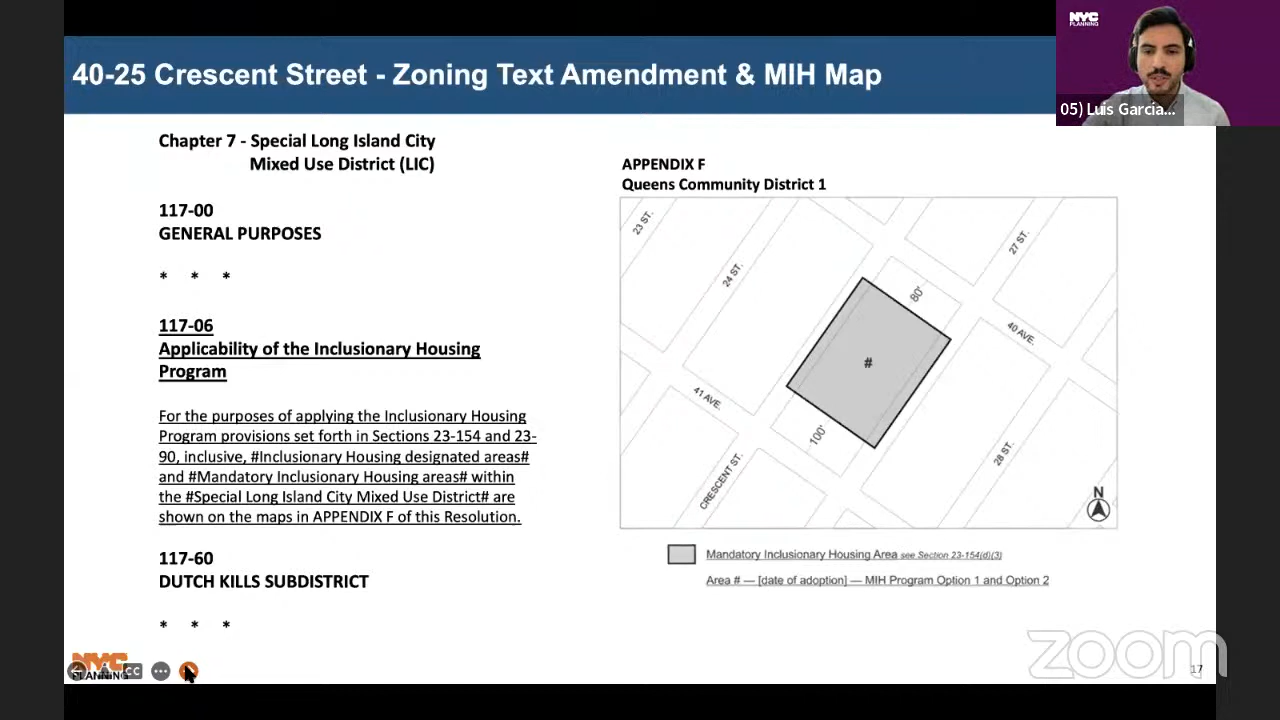 NYC
PLANNING
05) Luis Garcia...
40-25 Crescent Street - Zoning Text Amendment & MIH Map
Chapter 7 - Special Long Island City
Mixed Use District (LIC)
117-00
GENERAL PURPOSES
* * *
117-06
Applicability of the Inclusionary Housing
Program
For the purposes of applying the Inclusionary Housing
Program provisions set forth in Sections 23-154 and 23-
90, inclusive, #Inclusionary Housing designated areas#
and #Mandatory Inclusionary Housing areas# within
the #Special Long Island City Mixed Use District# are
shown on the maps in APPENDIX F of this Resolution.
117-60
DUTCH KILLS SUBDISTRICT
* * *
APPENDIX F
Queens Community District 1
23 ST.
24 ST.
27 ST.
80'
40 AVE.
#
41 AVE.
100'
28 ST.
CRESCENT ST.
N
Mandatory Inclusionary Housing Area see Section 23-154(d)(3)
Area # — [date of adoption] — MIH Program Option 1 and Option 2
NYC
PLANNING
CC
zoom
17